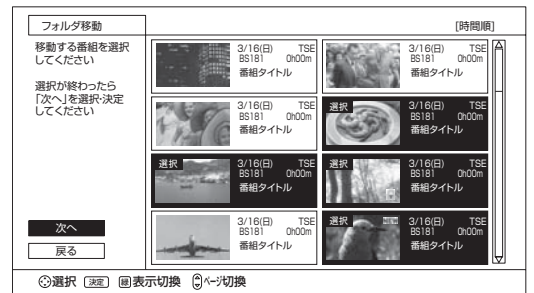 フォルダ移動
[時間順]
移動する番組を選択
してください
選択が終わったら
「次へ」を選択・決定
してください
次へ
戻る
3/16(日) TSE
BS181 0h00m
番組タイトル
3/16(日) TSE
BS181 0h00m
番組タイトル
3/16(日) TSE
BS181 0h00m
番組タイトル
選択
3/16(日) TSE
BS181 0h00m
番組タイトル
選択
3/16(日) TSE
BS181 0h00m
番組タイトル
選択
3/16(日) TSE
BS181 0h00m
番組タイトル
3/16(日) TSE
BS181 0h00m
番組タイトル
選択
3/16(日) TSE
BS181 0h00m
番組タイトル
選択 決定 緑 表示切換 ページ切換